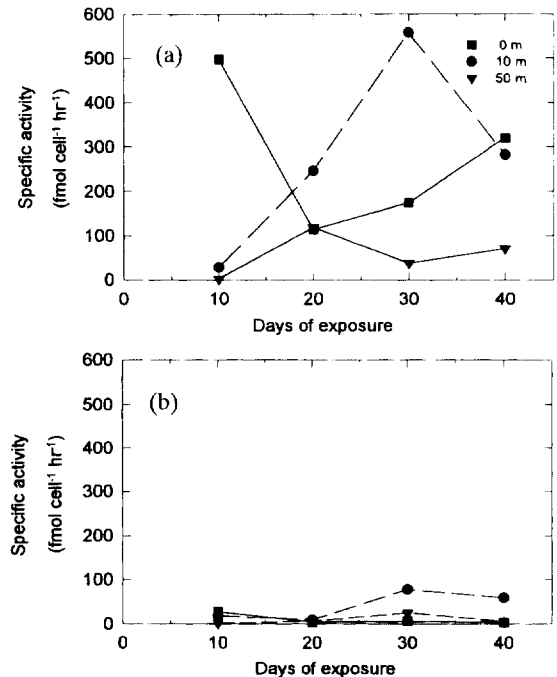 600
(a)
500
400
300
200
100
0
0 m
10 m
50 m
Specific activity
(fmol cell-1 hr-1)
0 10 20 30 40
Days of exposure
600
(b)
500
400
300
200
100
0
Specific activity
(fmol cell-1 hr-1)
0 10 20 30 40
Days of exposure